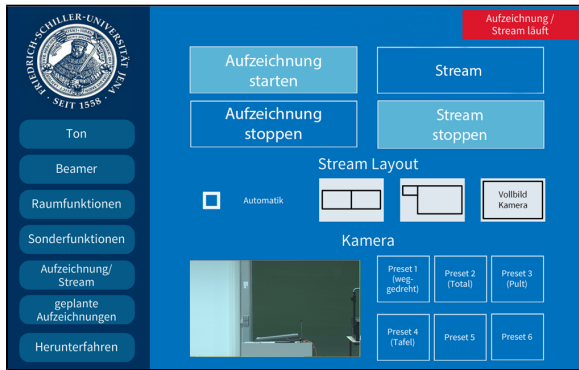 FRIEDRICH-SCHILLER-UNIVERSITÄT JENA
SEIT 1558
Ton
Beamer
Raumfunktionen
Sonderfunktionen
Aufzeichnung/
Stream
geplante
Aufzeichnungen
Herunterfahren
Aufzeichnung /
Stream läuft
Aufzeichnung
starten
Stream
Aufzeichnung
stoppen
Stream
stoppen
Stream Layout
Automatik
Vollbild
Kamera
Kamera
Preset 1
(weg-
gedreht)
Preset 2
(Total)
Preset 3
(Pult)
Preset 4
(Tafel)
Preset 5
Preset 6